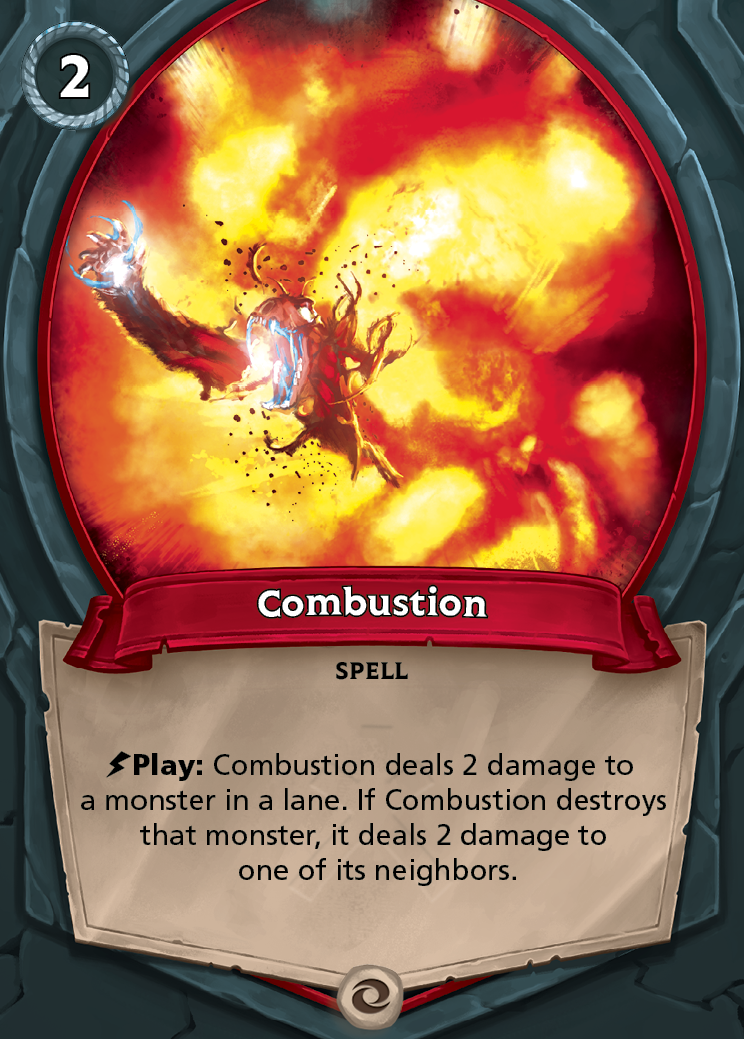 2
Combustion
SPELL
Play: Combustion deals 2 damage to
a monster in a lane. If Combustion destroys
that monster, it deals 2 damage to
one of its neighbors.